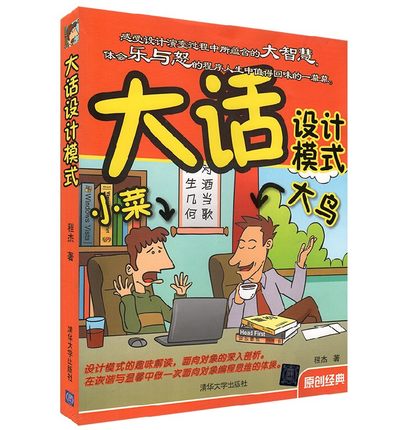 感受设计演变过程中所蕴含的大智慧,
体会乐与怒的程序人生中值得回味的一幕幕。
大话
设计
模式
大话设计模式
小菜
对酒当歌
人生几何
大鸟
Windows Vista
程杰 著
Head First
设计模式的趣味解读,面向对象的深入剖析。
在诙谐与温馨中做一次面向对象编程思维的体操。
程杰 著
清华大学出版社
清华大学出版社
原创经典